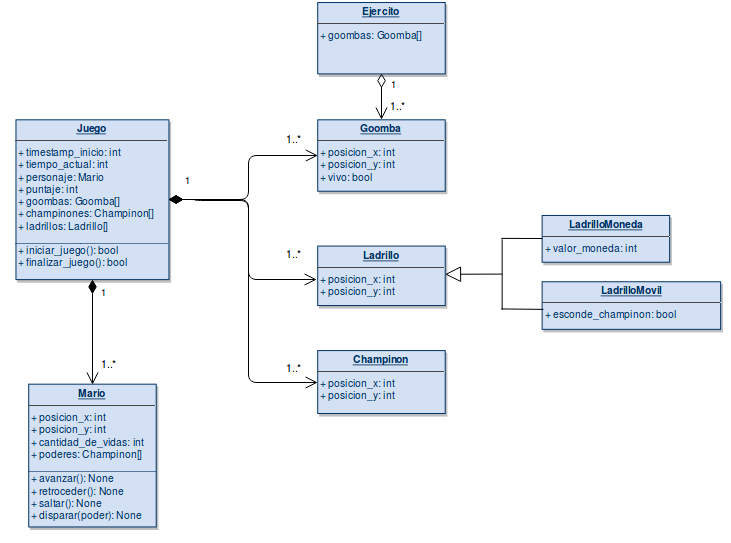 Ejercito
+ goombas: Goomba[]
1
1..*
Goomba
+ posicion_x: int
+ posicion_y: int
+ vivo: bool
Juego
+ timestamp_inicio: int
+ tiempo_actual: int
+ personaje: Mario
+ puntaje: int
+ goombas: Goomba[]
+ champinones: Champinon[]
+ ladrillos: Ladrillo[]
+ iniciar_juego(): bool
+ finalizar_juego(): bool
1
1..*
1..*
1..*
Ladrillo
+ posicion_x: int
+ posicion_y: int
LadrilloMoneda
+ valor_moneda: int
LadrilloMovil
+ esconde_champinon: bool
Champinon
+ posicion_x: int
+ posicion_y: int
1
1..*
Mario
+ posicion_x: int
+ posicion_y: int
+ cantidad_de_vidas: int
+ poderes: Champinon[]
+ avanzar(): None
+ retroceder(): None
+ saltar(): None
+ disparar(poder): None